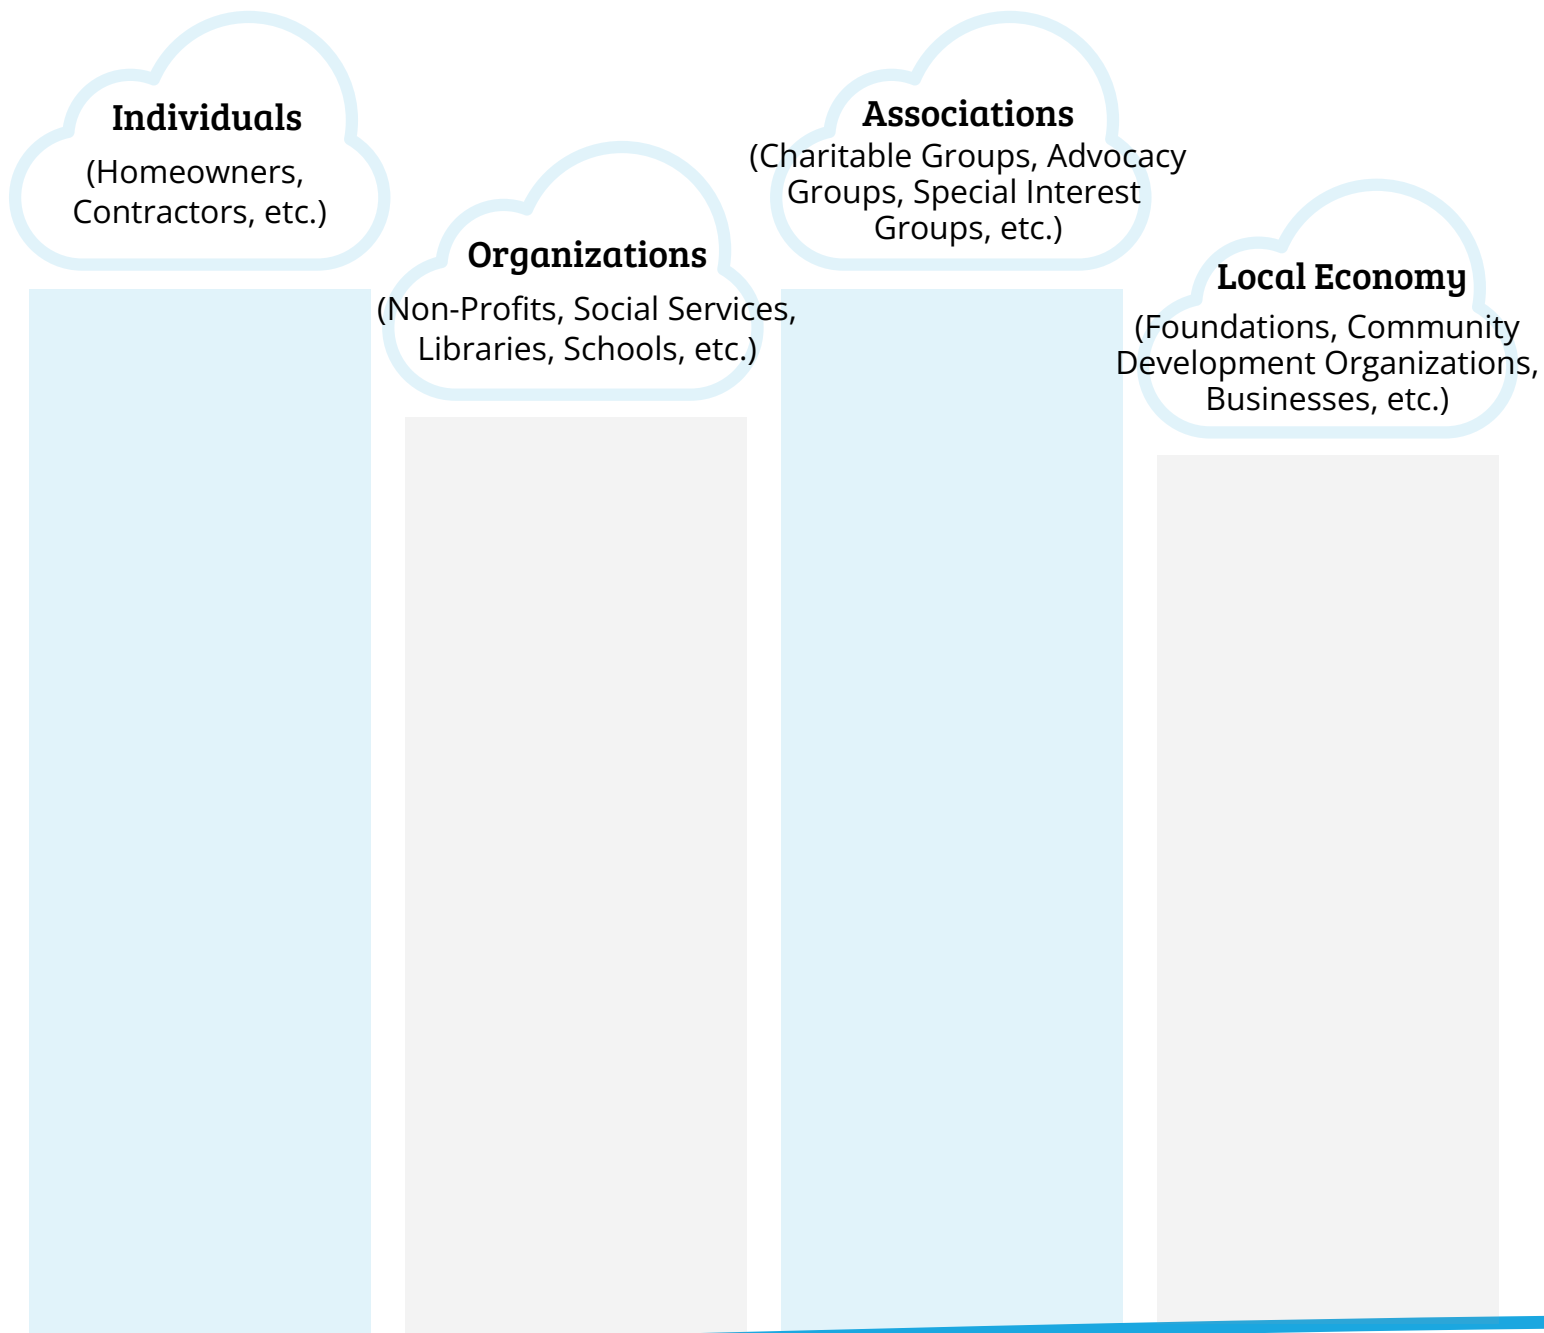 Individuals
(Homeowners,
Contractors, etc.)
Organizations
(Non-Profits, Social Services,
Libraries, Schools, etc.)
Associations
(Charitable Groups, Advocacy
Groups, Special Interest
Groups, etc.)
Local Economy
(Foundations, Community
Development Organizations,
Businesses, etc.)